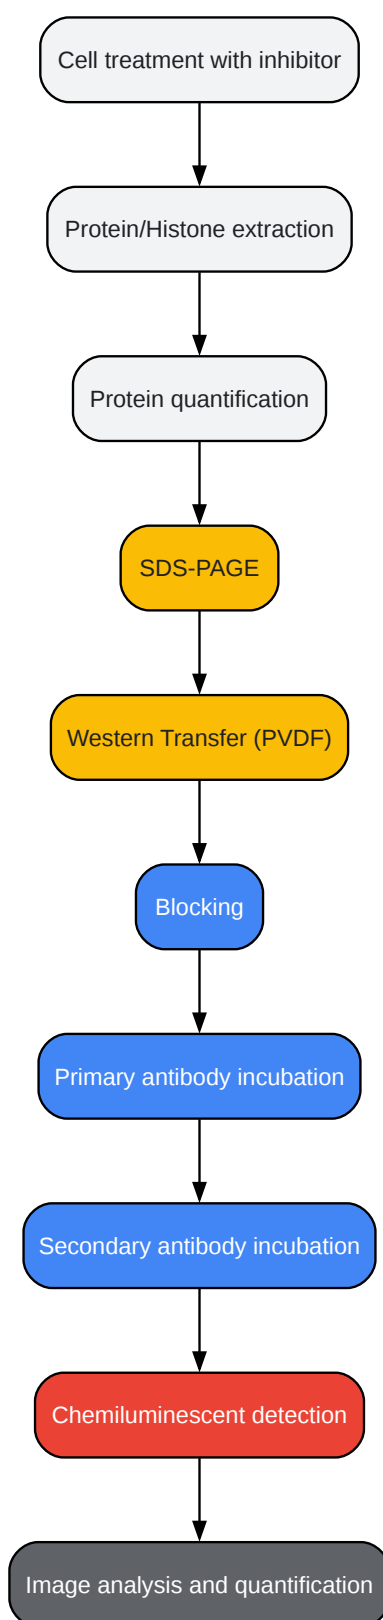 Cell treatment with inhibitor
Protein/Histone extraction
Protein quantification
SDS-PAGE
Western Transfer (PVDF)
Blocking
Primary antibody incubation
Secondary antibody incubation
Chemiluminescent detection
Image analysis and quantification